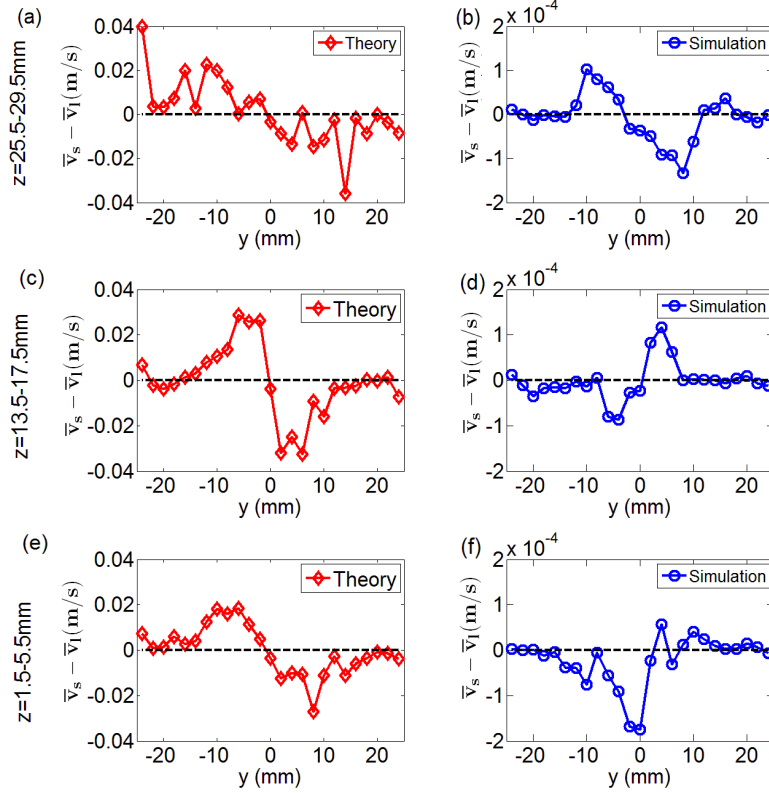 (a)
0.04
0.02
0
-0.02
-0.04
-20 -10 0 10 20
y (mm)
v̅s − v̅l(m/s)
z=25.5-29.5mm
Theory
(b)
2 x 10-4
1
0
-1
-2
-20 -10 0 10 20
y (mm)
v̅s − v̅l(m/s)
Simulation
(c)
0.04
0.02
0
-0.02
-0.04
-20 -10 0 10 20
y (mm)
v̅s − v̅l(m/s)
z=13.5-17.5mm
Theory
(d)
2 x 10-4
1
0
-1
-2
-20 -10 0 10 20
y (mm)
v̅s − v̅l(m/s)
Simulation
(e)
0.04
0.02
0
-0.02
-0.04
-20 -10 0 10 20
y (mm)
v̅s − v̅l(m/s)
z=1.5-5.5mm
Theory
(f)
2 x 10-4
1
0
-1
-2
-20 -10 0 10 20
y (mm)
v̅s − v̅l(m/s)
Simulation